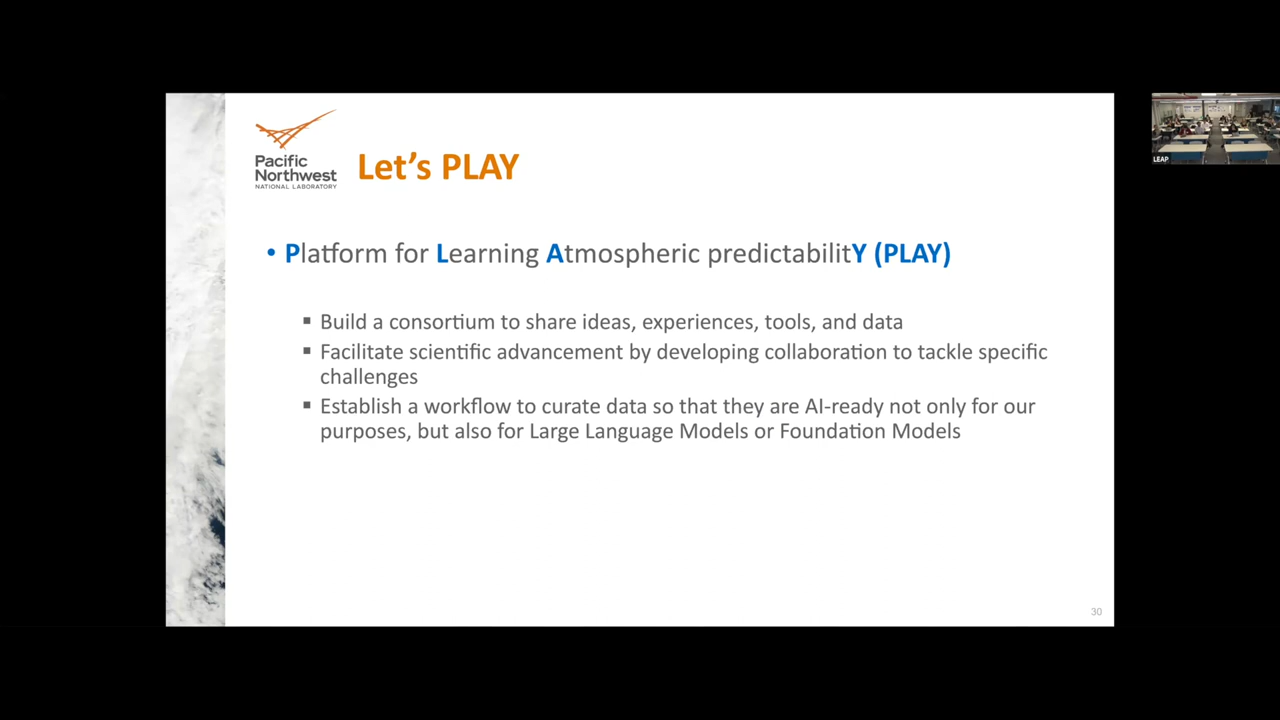 Pacific
Northwest
NATIONAL LABORATORY
Let's PLAY
• Platform for Learning Atmospheric predictabilitY (PLAY)
▪ Build a consortium to share ideas, experiences, tools, and data
▪ Facilitate scientific advancement by developing collaboration to tackle specific
challenges
▪ Establish a workflow to curate data so that they are AI-ready not only for our
purposes, but also for Large Language Models or Foundation Models
30
LEAP